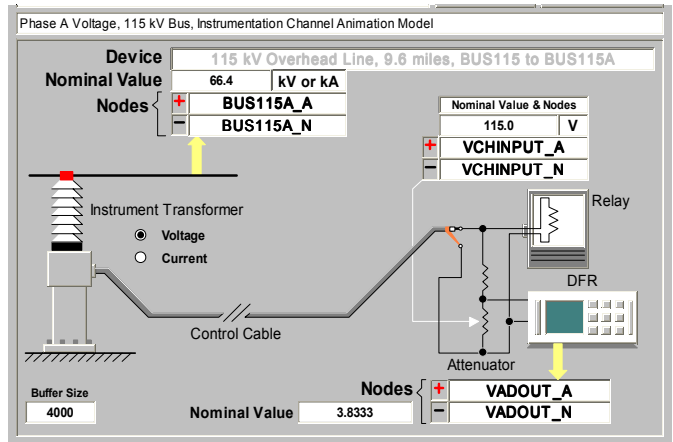 Phase A Voltage, 115 kV Bus, Instrumentation Channel Animation Model
Device 115 kV Overhead Line, 9.6 miles, BUS115 to BUS115A
Nominal Value 66.4 kV or kA
Nodes + BUS115A_A
− BUS115A_N
Nominal Value & Nodes
115.0 V
+ VCHINPUT_A
− VCHINPUT_N
Instrument Transformer
Voltage
Current
Relay
DFR
Control Cable
Attenuator
Buffer Size
4000
Nominal Value 3.8333
Nodes + VADOUT_A
− VADOUT_N